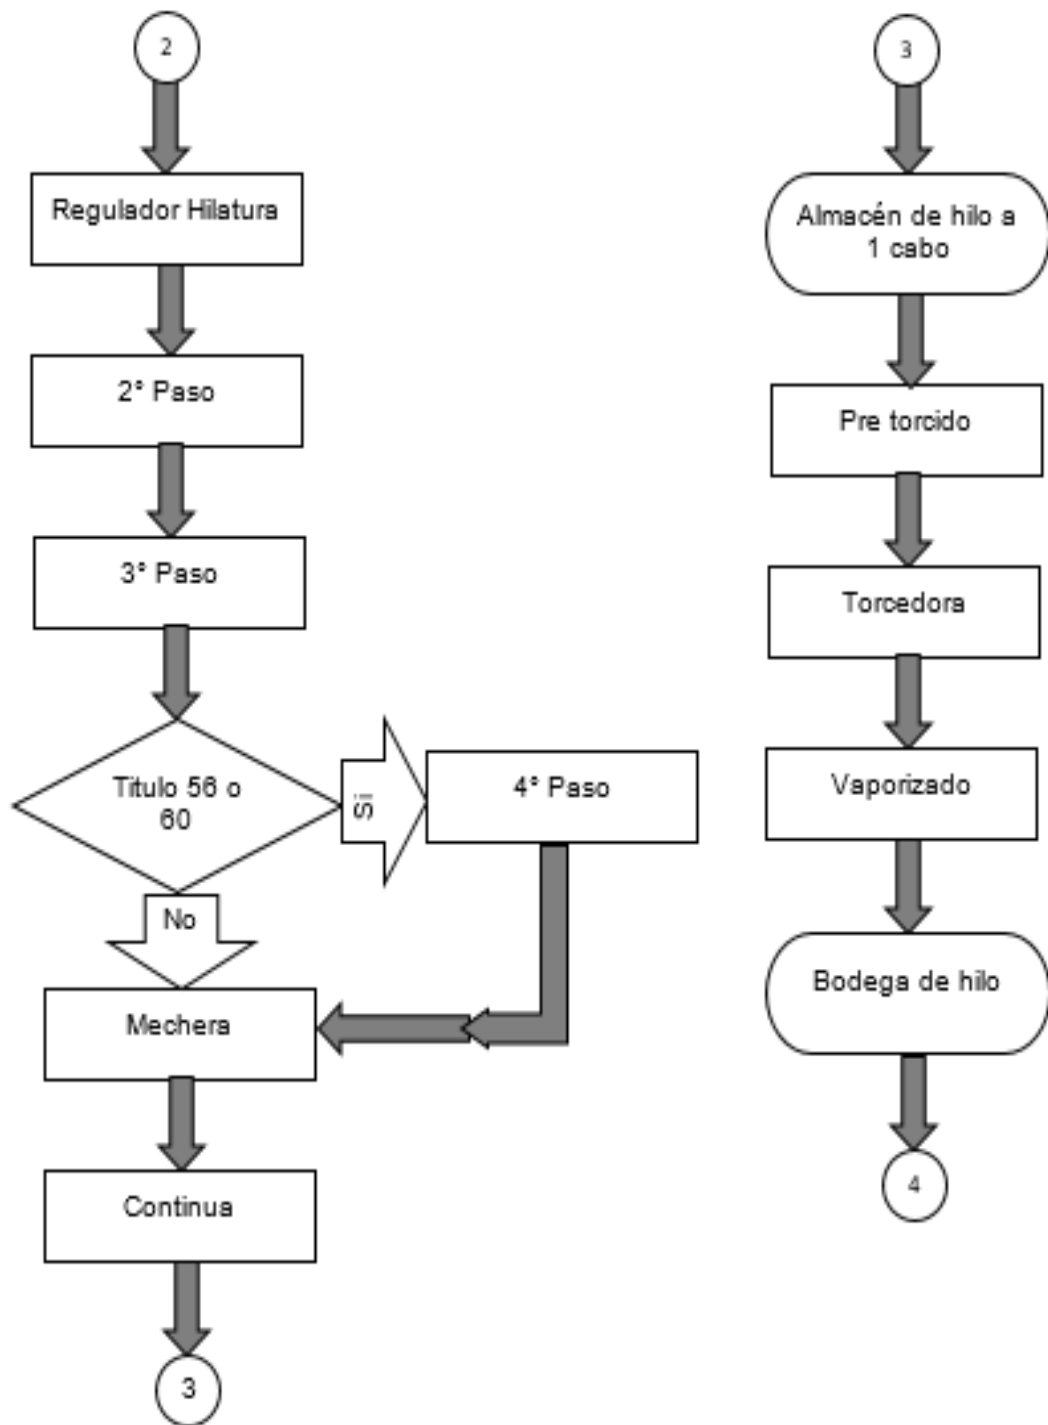 2
Regulador Hilatura
2° Paso
3° Paso
Titulo 56 o
60
Si
4° Paso
No
Mechera
Continua
3
3
Almacén de hilo a
1 cabo
Pre torcido
Torcedora
Vaporizado
Bodega de hilo
4